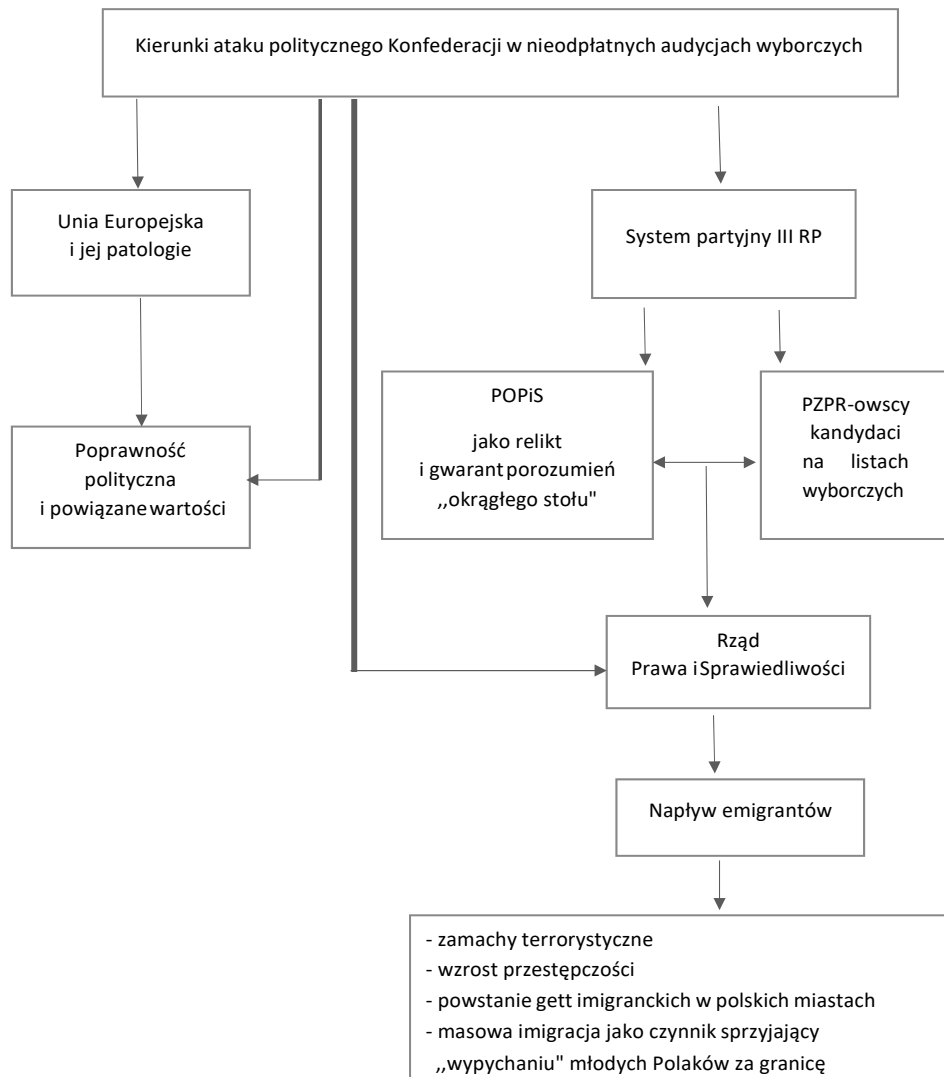 Kierunki ataku politycznego Konfederacji w nieodpłatnych audycjach wyborczych
Unia Europejska
i jej patologie
System partyjny III RP
POPiS
jako relikt
i gwarant porozumień
,,okrągłego stołu"
PZPR-owscy
kandydaci
na listach
wyborczych
Poprawność
polityczna
i powiązane wartości
Rząd
Prawa i Sprawiedliwości
Napływ emigrantów
- zamachy terrorystyczne
- wzrost przestępczości
- powstanie gett imigranckich w polskich miastach
- masowa imigracja jako czynnik sprzyjający
,,wypychaniu" młodych Polaków za granicę